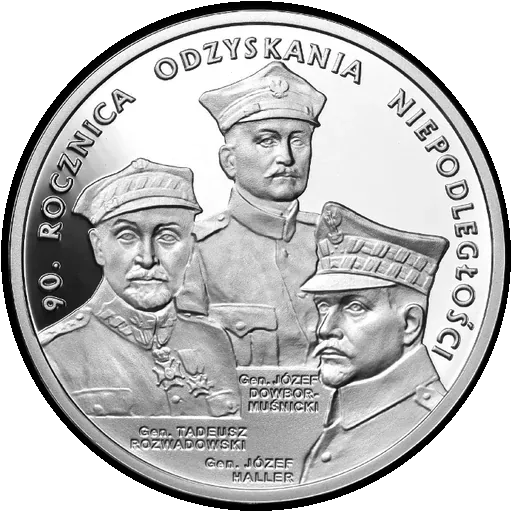 90. ROCZNICA ODZYSKANIA NIEPODLEGŁOŚCI
Gen. JÓZEF
DOWBOR-
MUŚNICKI
Gen. TADEUSZ
ROZWADOWSKI
Gen. JÓZEF
HALLER